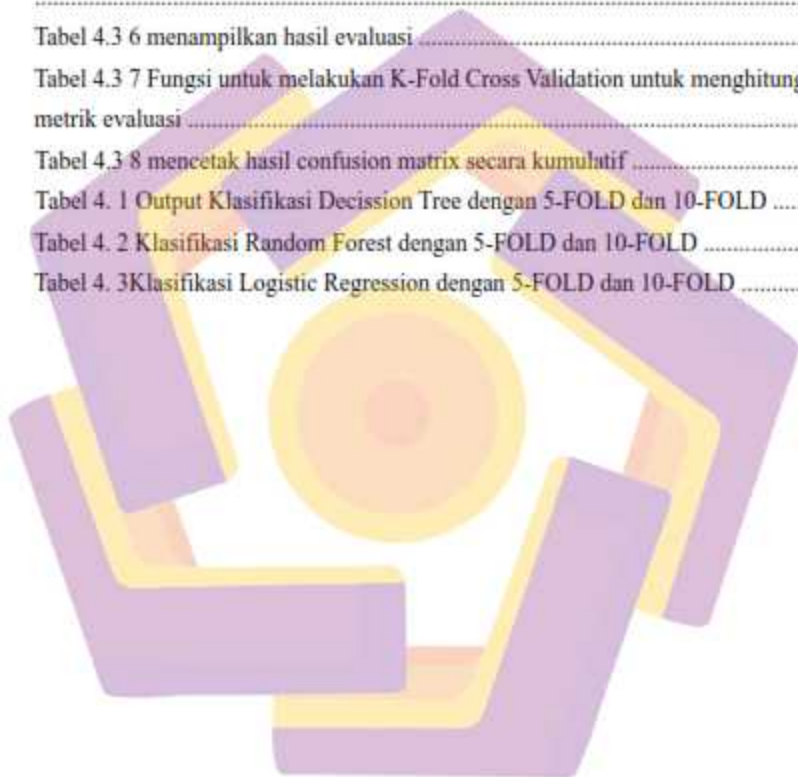 ................................................................................
Tabel 4.3 6 menampilkan hasil evaluasi ................................................................................
Tabel 4.3 7 Fungsi untuk melakukan K-Fold Cross Validation untuk menghitung
metrik evaluasi ................................................................................
Tabel 4.3 8 mencetak hasil confusion matrix secara kumulatif ..................................
Tabel 4. 1 Output Klasifikasi Decission Tree dengan 5-FOLD dan 10-FOLD ....
Tabel 4. 2 Klasifikasi Random Forest dengan 5-FOLD dan 10-FOLD ...................
Tabel 4. 3Klasifikasi Logistic Regression dengan 5-FOLD dan 10-FOLD ...........